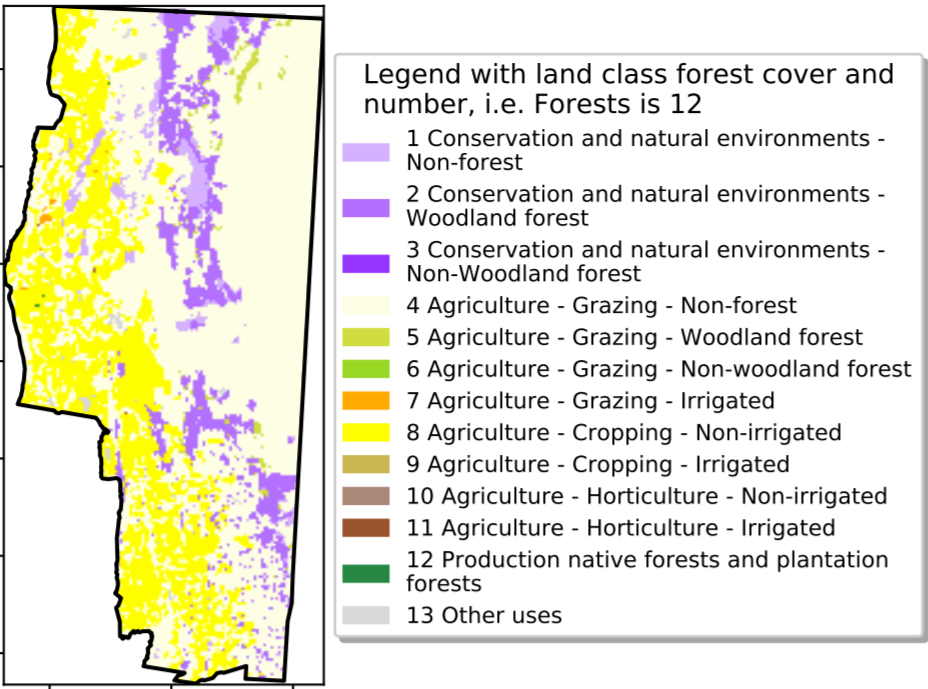 Legend with land class forest cover and
number, i.e. Forests is 12
1 Conservation and natural environments -
Non-forest
2 Conservation and natural environments -
Woodland forest
3 Conservation and natural environments -
Non-Woodland forest
4 Agriculture - Grazing - Non-forest
5 Agriculture - Grazing - Woodland forest
6 Agriculture - Grazing - Non-woodland forest
7 Agriculture - Grazing - Irrigated
8 Agriculture - Cropping - Non-irrigated
9 Agriculture - Cropping - Irrigated
10 Agriculture - Horticulture - Non-irrigated
11 Agriculture - Horticulture - Irrigated
12 Production native forests and plantation
forests
13 Other uses